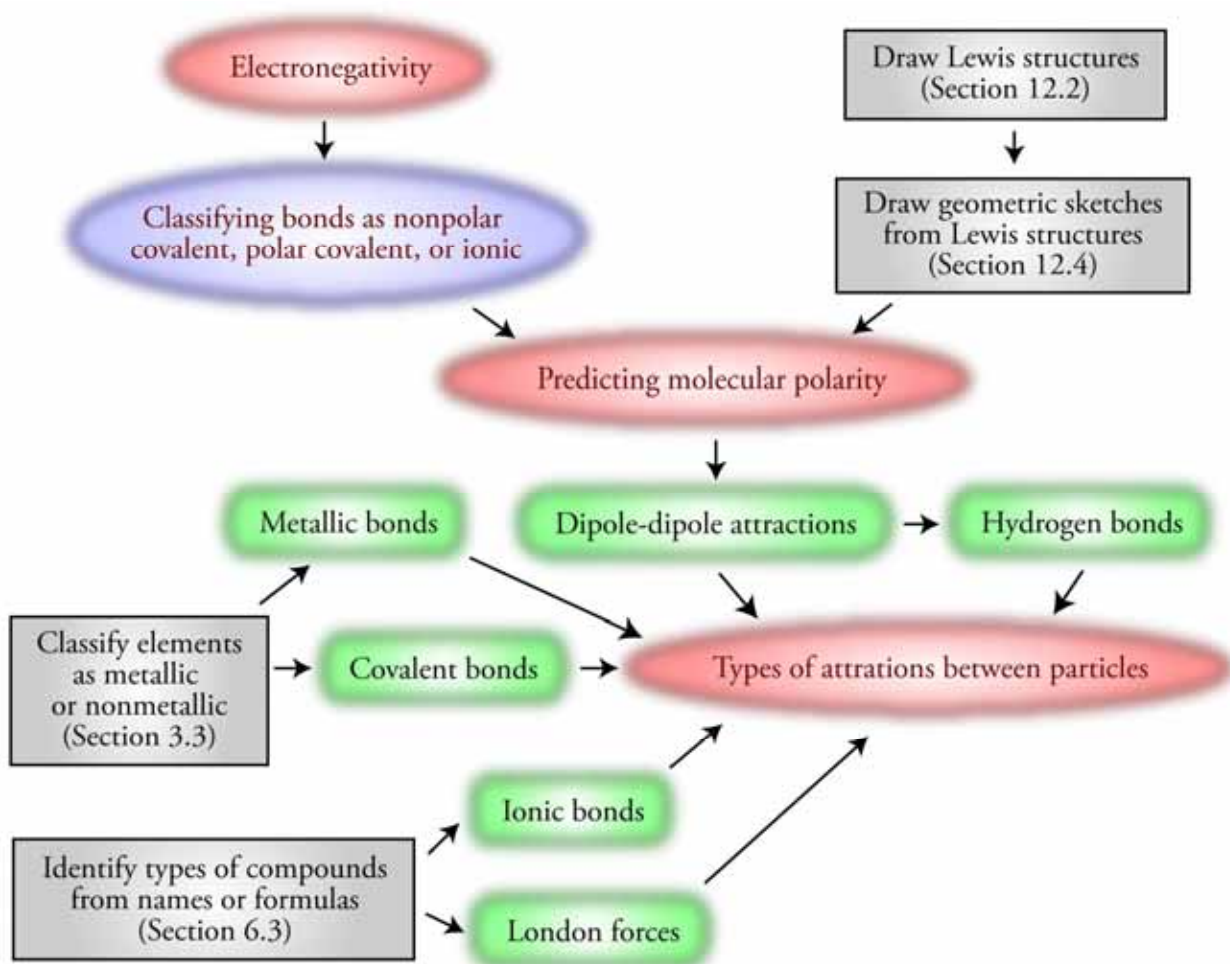 Electronegativity
Draw Lewis structures
(Section 12.2)
Classifying bonds as nonpolar
covalent, polar covalent, or ionic
Draw geometric sketches
from Lewis structures
(Section 12.4)
Predicting molecular polarity
Metallic bonds
Dipole-dipole attractions
Hydrogen bonds
Classify elements
as metallic
or nonmetallic
(Section 3.3)
Covalent bonds
Types of attrations between particles
Ionic bonds
Identify types of compounds
from names or formulas
(Section 6.3)
London forces